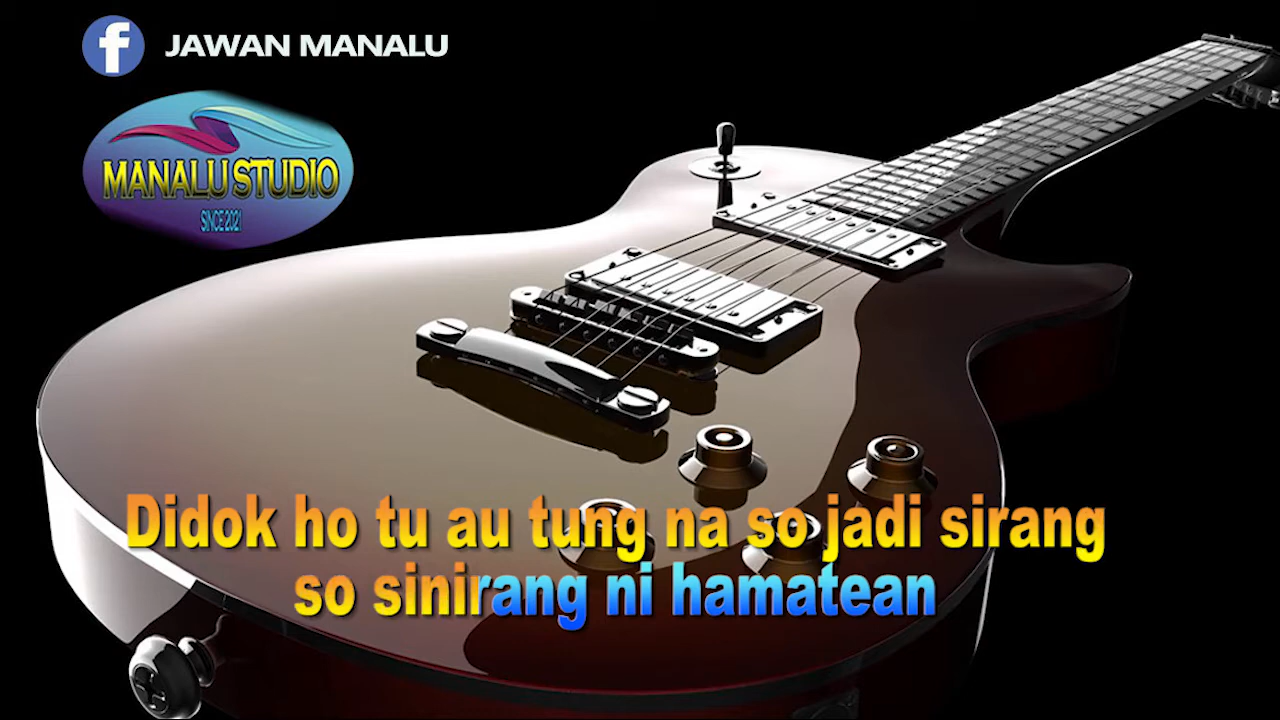 f JAWAN MANALU
MANALU STUDIO
SINCE 2021
Didok ho tu au tung na so jadi sirang
so sinirang ni hamatean